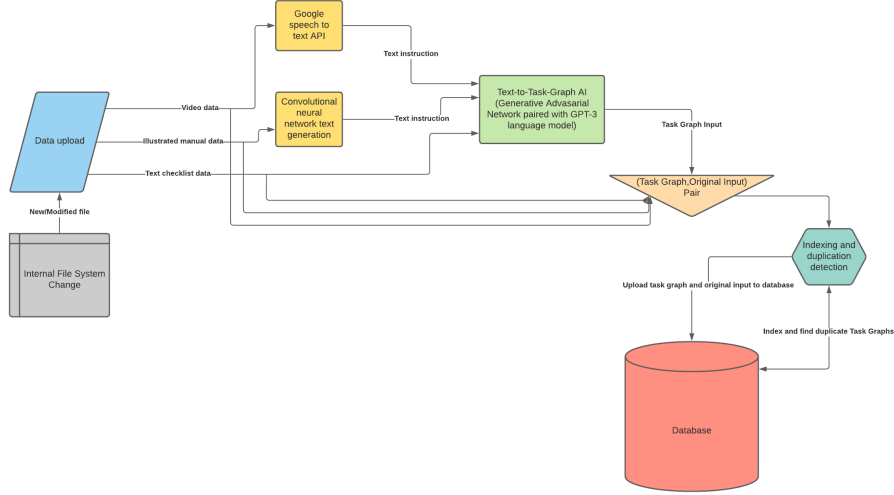 Google
speech to
text API
Text instruction
Video data
Convolutional
neural
network text
generation
Text instruction
Text-to-Task-Graph AI
(Generative Advasarial
Network paired with GPT-3
language model)
Task Graph Input
Data upload
Illustrated manual data
Text checklist data
(Task Graph,Original Input)
Pair
New/Modified file
Internal File System
Change
Indexing and
duplication
detection
Upload task graph and original input to database
Index and find duplicate Task Graphs
Database